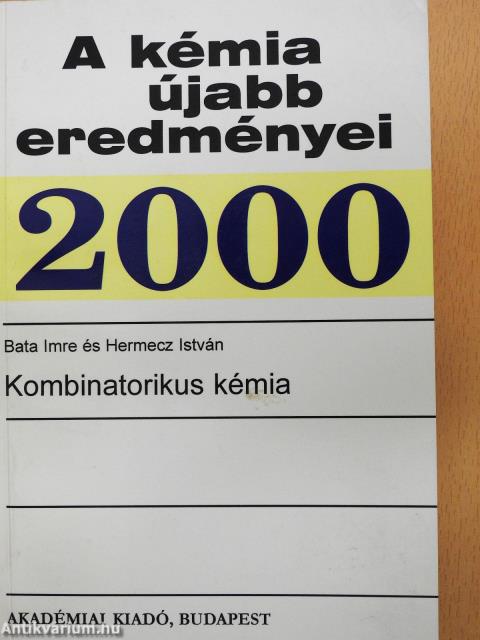 A kémia
újabb
eredményei
2000
Bata Imre és Hermecz István
Kombinatorikus kémia
AKADÉMIAI KIADÓ, BUDAPEST
Antikvarium.hu